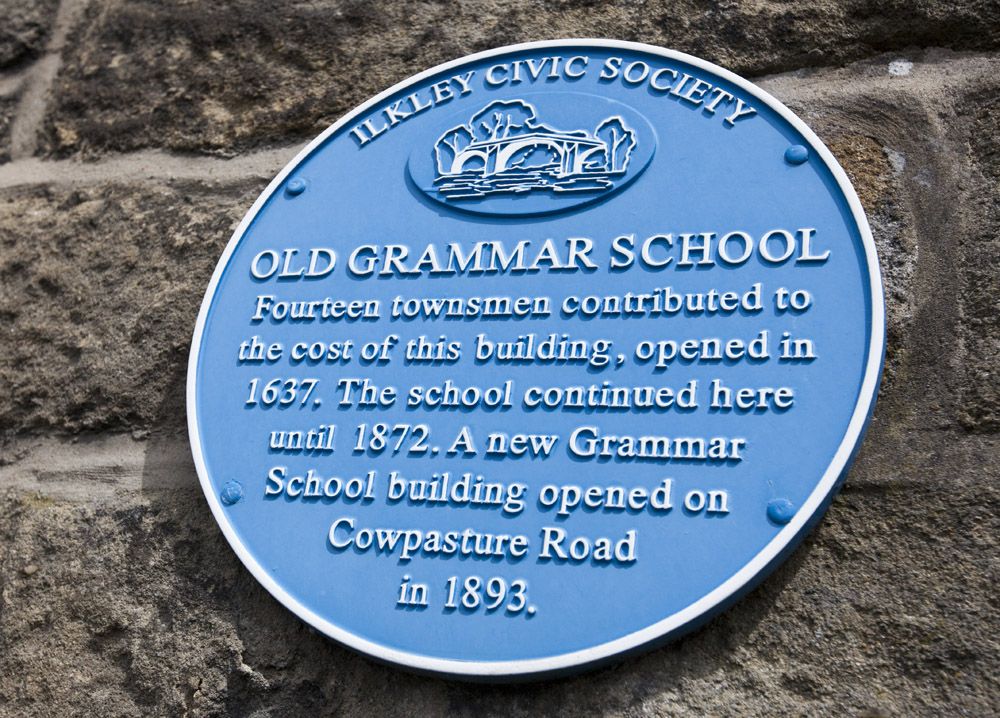 ILKLEY CIVIC SOCIETY
OLD GRAMMAR SCHOOL
Fourteen townsmen contributed to
the cost of this building, opened in
1637. The school continued here
until 1872. A new Grammar
School building opened on
Cowpasture Road
in 1893.